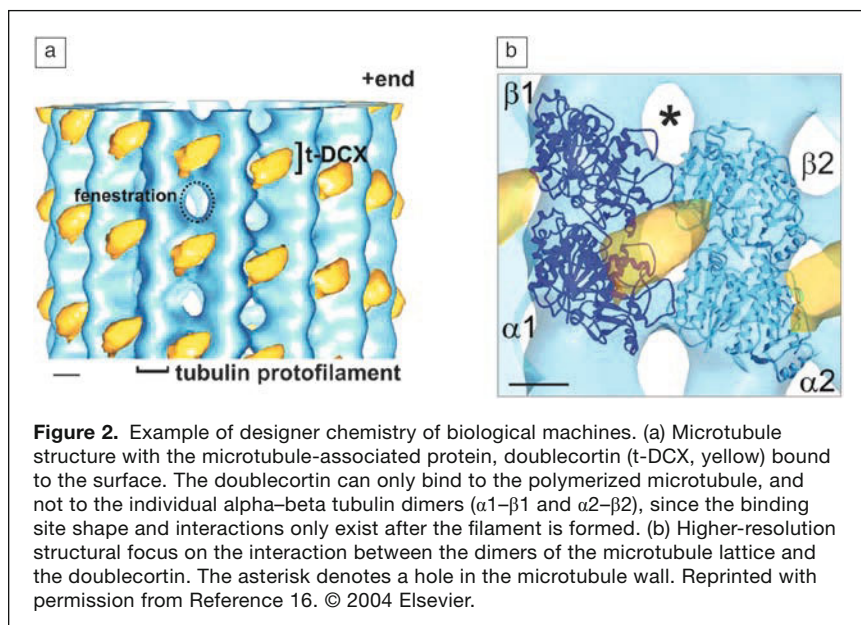 a
+end
t-DCX
fenestration
tubulin protofilament
b
β1
*
β2
α1
α2
Figure 2. Example of designer chemistry of biological machines. (a) Microtubule
structure with the microtubule-associated protein, doublecortin (t-DCX, yellow) bound
to the surface. The doublecortin can only bind to the polymerized microtubule, and
not to the individual alpha–beta tubulin dimers (α1–β1 and α2–β2), since the binding
site shape and interactions only exist after the filament is formed. (b) Higher-resolution
structural focus on the interaction between the dimers of the microtubule lattice and
the doublecortin. The asterisk denotes a hole in the microtubule wall. Reprinted with
permission from Reference 16. © 2004 Elsevier.